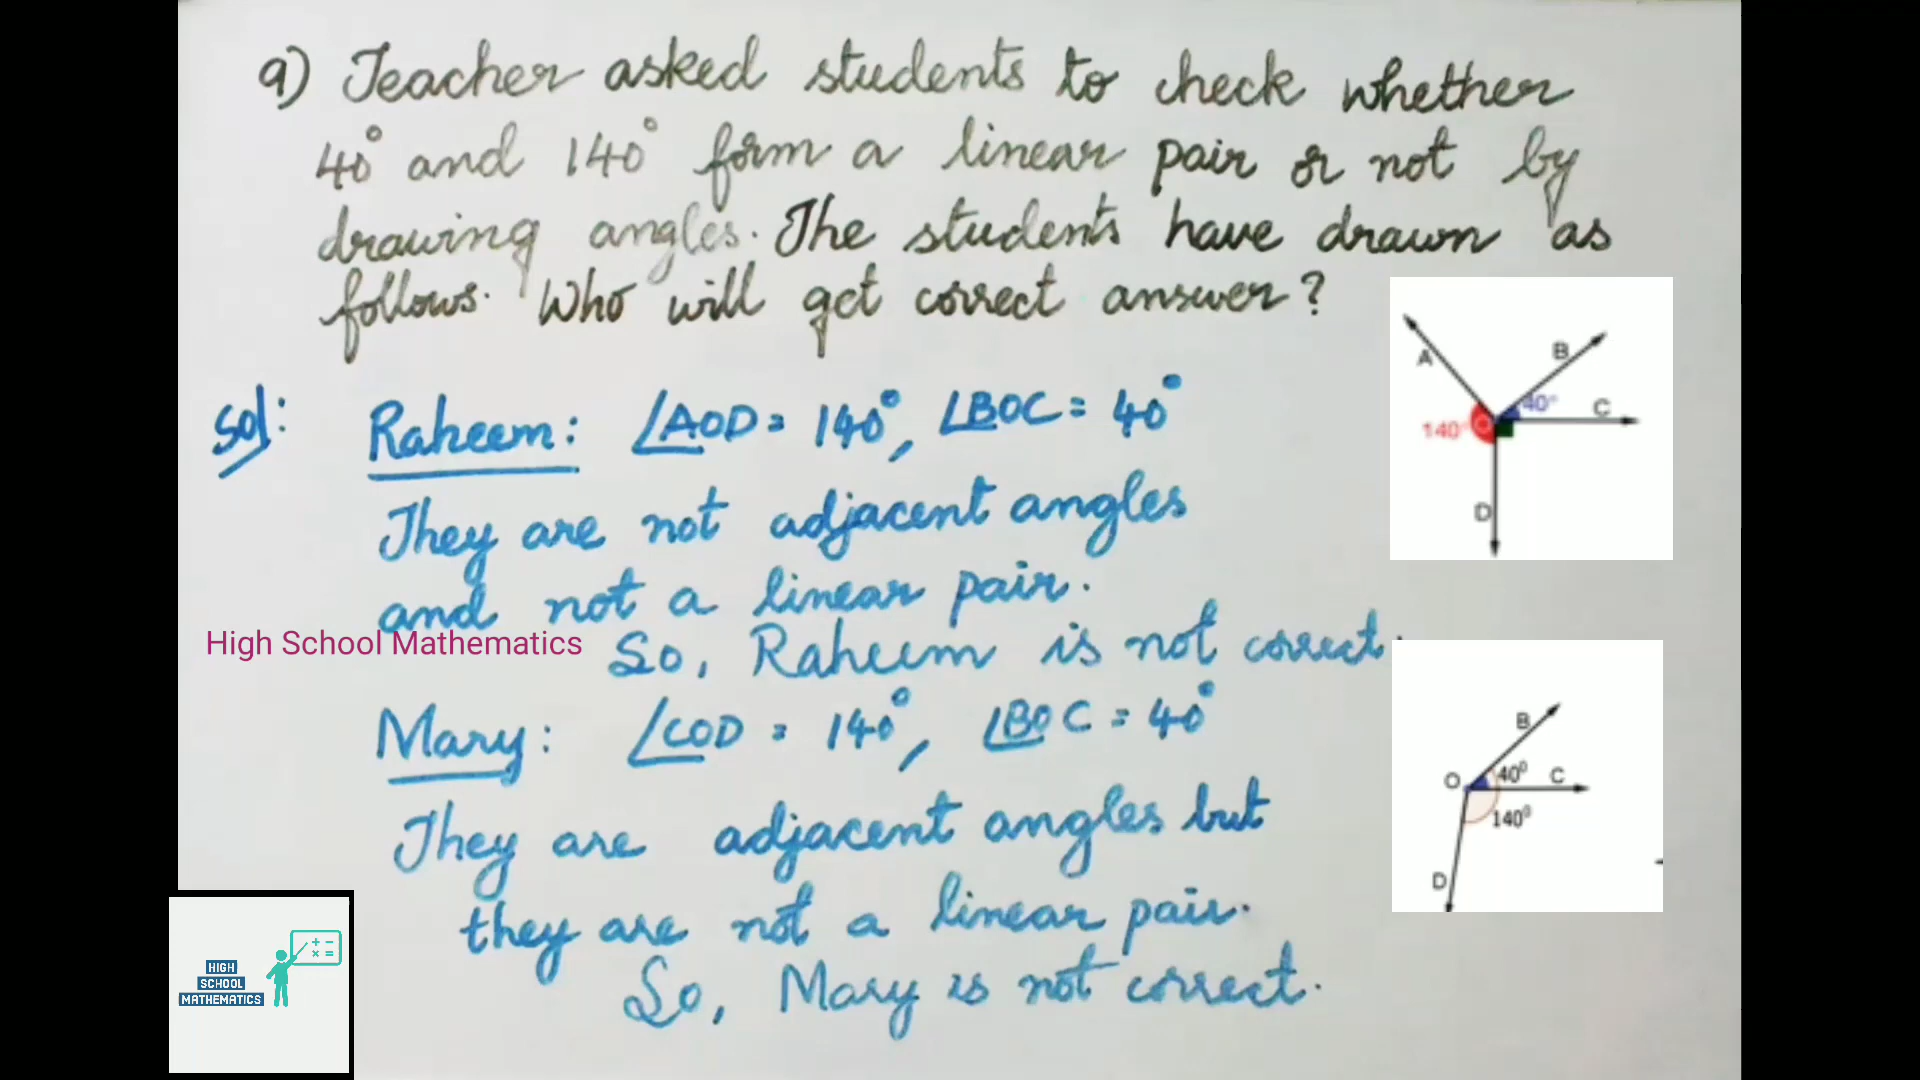 9) Teacher asked students to check whether
40° and 140° form a linear pair or not by
drawing angles. The students have drawn as
follows. Who will get correct answer?
A
B
40°
C
140°
O
D
Sol: Raheem: ∠AOD = 140°, ∠BOC = 40°
They are not adjacent angles
and not a linear pair.
High School Mathematics
So, Raheem is not correct.
Mary: ∠COD = 140°, ∠BOC = 40°
They are adjacent angles but
they are not a linear pair.
So, Mary is not correct.
B
O
40⁰
C
140⁰
D
HIGH
SCHOOL
MATHEMATICS
+ −
× =